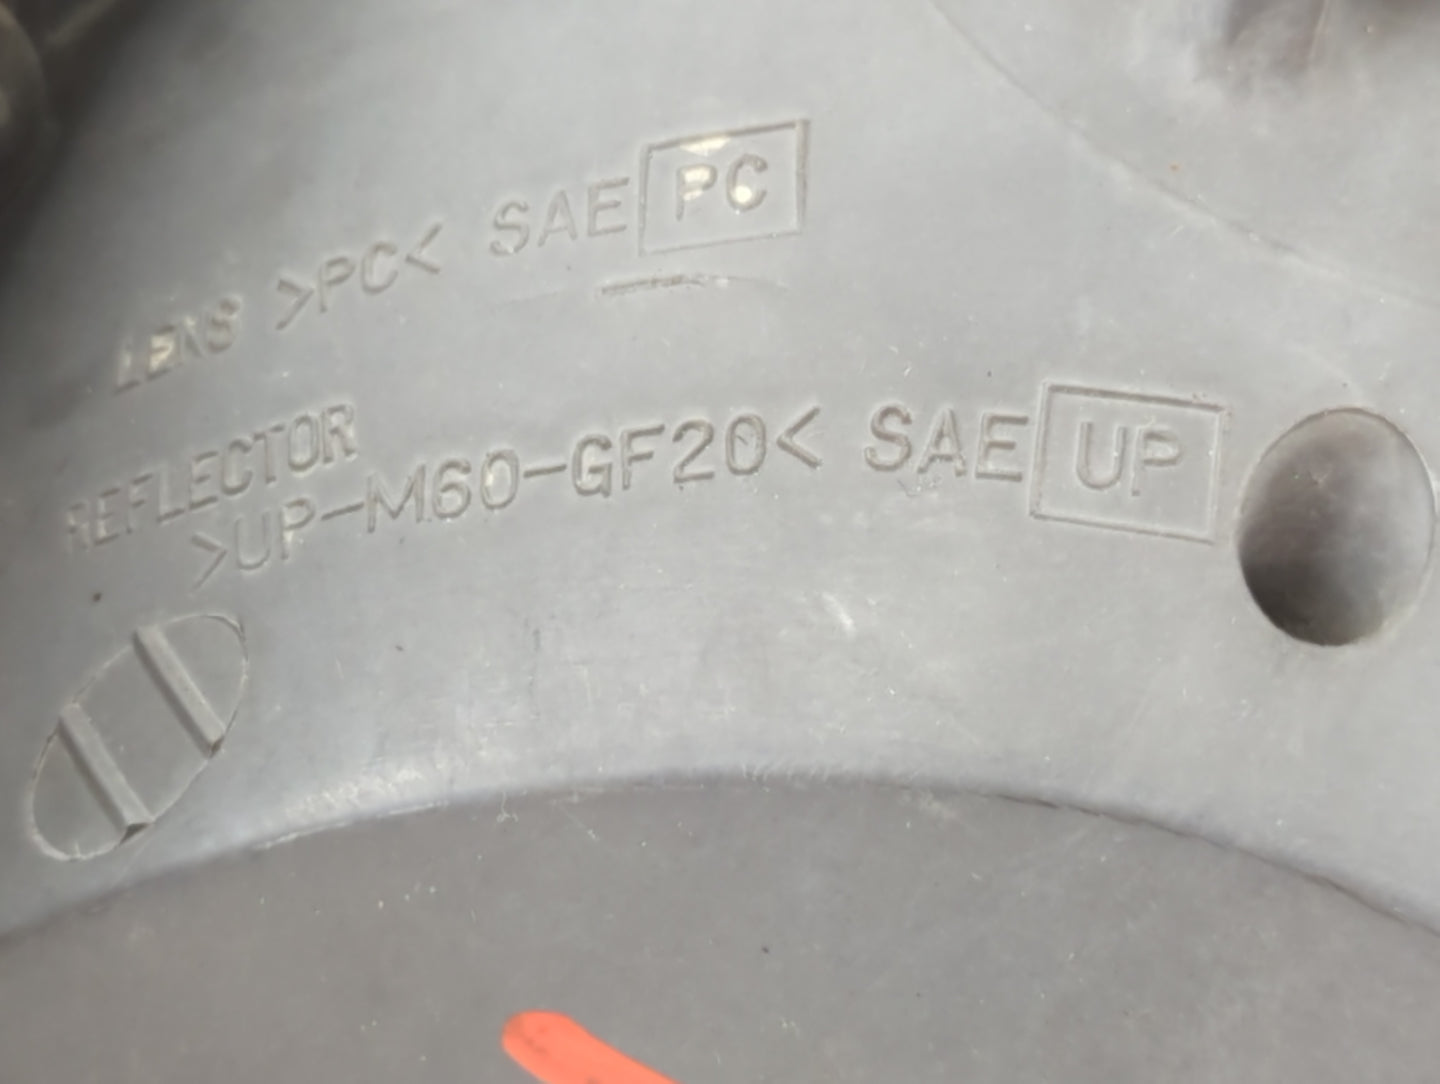 LENS >PC< SAE PC
REFLECTOR
>UP-M60-GF20< SAE UP